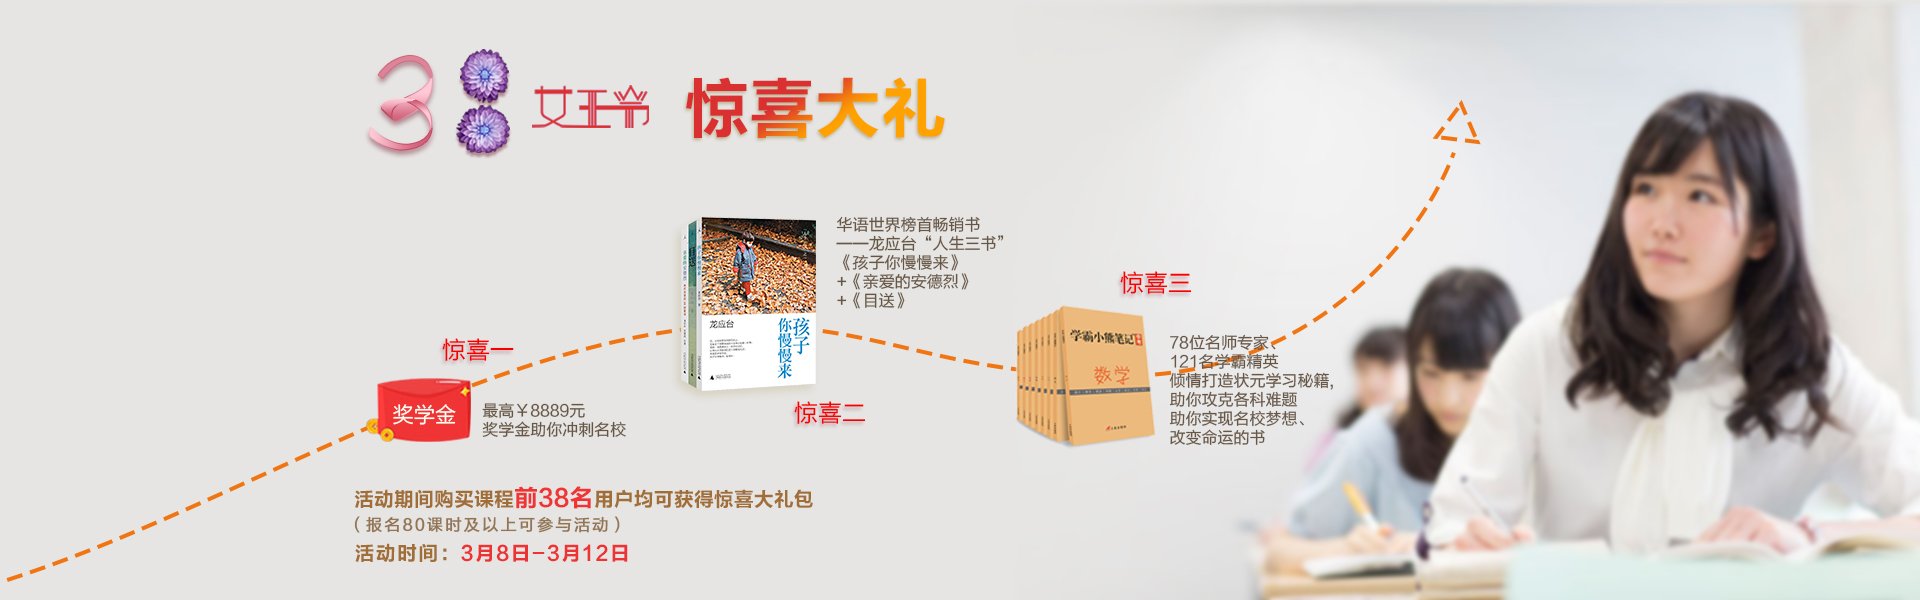 38 女王节 惊喜大礼
惊喜一
奖学金
最高￥8889元
奖学金助你冲刺名校
华语世界榜首畅销书
——龙应台“人生三书”
《孩子你慢慢来》
+《亲爱的安德烈》
+《目送》
龙应台
孩子
你慢慢来
惊喜二
惊喜三
学霸小熊笔记
数学
78位名师专家、
121名学霸精英
倾情打造状元学习秘籍,
助你攻克各科难题
助你实现名校梦想、
改变命运的书
活动期间购买课程前38名用户均可获得惊喜大礼包
（报名80课时及以上可参与活动）
活动时间：3月8日-3月12日